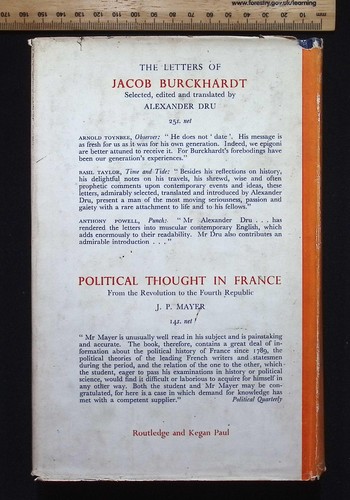 www.forestry.gov.uk/learning
mm 10 20 30 40 50 60 70 80
THE LETTERS OF
JACOB BURCKHARDT
Selected, edited and translated by
ALEXANDER DRU
25s. net
ARNOLD TOYNBEE, Observer: " He does not ' date '. His message is
as fresh for us as it was for his own generation. Indeed, we epigoni
are better attuned to receive it. For Burckhardt's forebodings have
been our generation's experiences."
BASIL TAYLOR, Time and Tide: " Besides his reflections on history,
his delightful notes on his travels, his shrewd, wise and often
prophetic comments upon contemporary events and ideas, these
letters, admirably selected, translated and introduced by Alexander
Dru, present a man of the most moving seriousness, passion and
gaiety with a rare attachment to life and to his fellows."
ANTHONY POWELL, Punch: " Mr Alexander Dru . . . has
rendered the letters into muscular contemporary English, which
adds enormously to their readability. Mr Dru also contributes an
admirable introduction . . ."
POLITICAL THOUGHT IN FRANCE
From the Revolution to the Fourth Republic
J. P. MAYER
14s. net
" Mr Mayer is unusually well read in his subject and is painstaking
and accurate. The book, therefore, contains a great deal of in-
formation about the political history of France since 1789, the
political theories of the leading French writers and statesmen
during the period, and the relation of the one to the other, which
the student, eager to pass his examinations in history or political
science, would find it difficult or laborious to acquire for himself in
any other way. Both the student and Mr Mayer may be con-
gratulated, for here is a case in which demand for knowledge has
met with a competent supplier." Political Quarterly
Routledge and Kegan Paul